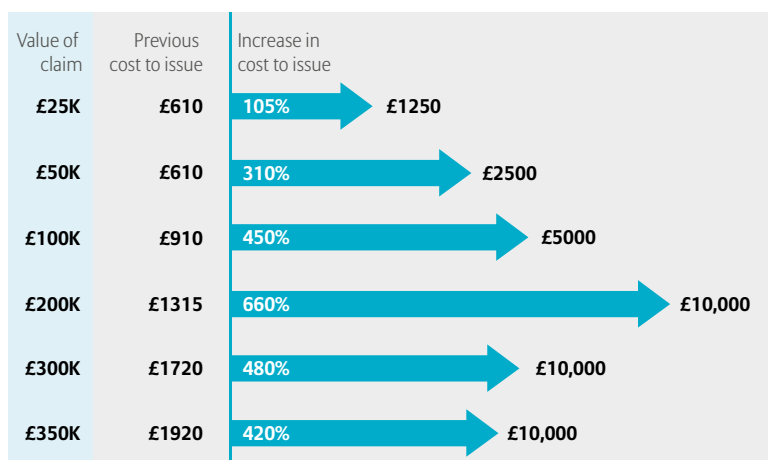 Value of claim Previous cost to issue Increase in cost to issue
£25K £610 105% £1250
£50K £610 310% £2500
£100K £910 450% £5000
£200K £1315 660% £10,000
£300K £1720 480% £10,000
£350K £1920 420% £10,000